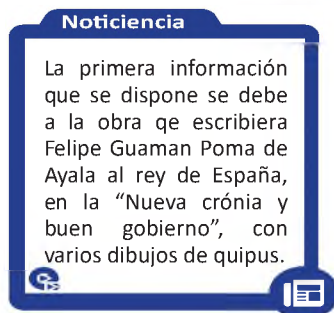 Noticiencia
La primera información
que se dispone se debe
a la obra qe escribiera
Felipe Guaman Poma de
Ayala al rey de España,
en la “Nueva crónia y
buen gobierno”, con
varios dibujos de quipus.